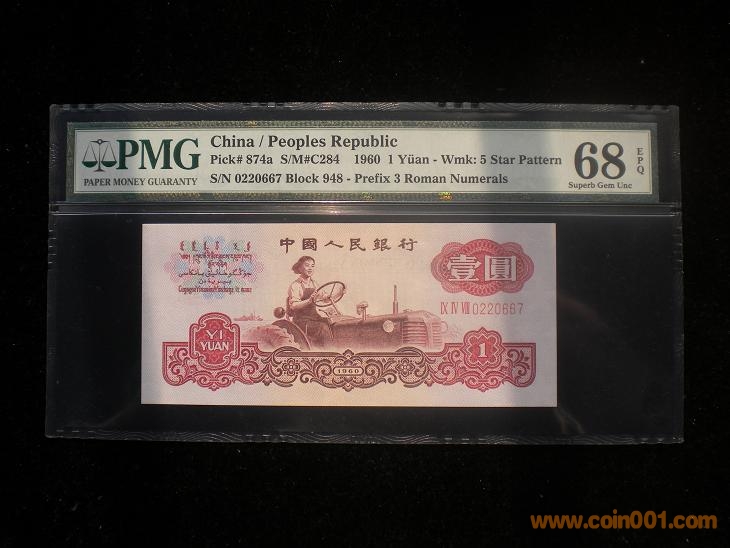 PMG
PAPER MONEY GUARANTY
China / Peoples Republic
Pick# 874a S/M#C284 1960 1 Yüan - Wmk: 5 Star Pattern
S/N 0220667 Block 948 - Prefix 3 Roman Numerals
68 EPQ
Superb Gem Unc
中國人民銀行
壹圓
IX IV VIII 0220667
YI
YUAN
1960
1
www.coin001.com